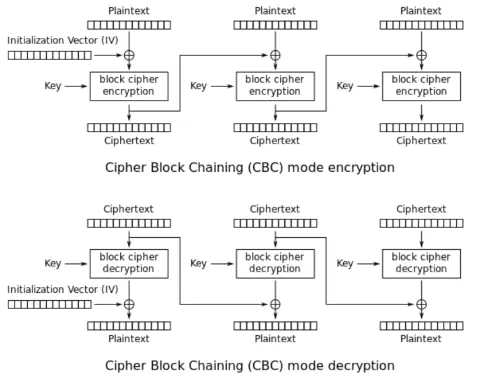 Plaintext Plaintext Plaintext
Initialization Vector (IV)
Key block cipher encryption Key block cipher encryption Key block cipher encryption
Ciphertext Ciphertext Ciphertext
Cipher Block Chaining (CBC) mode encryption
Ciphertext Ciphertext Ciphertext
Key block cipher decryption Key block cipher decryption Key block cipher decryption
Initialization Vector (IV)
Plaintext Plaintext Plaintext
Cipher Block Chaining (CBC) mode decryption